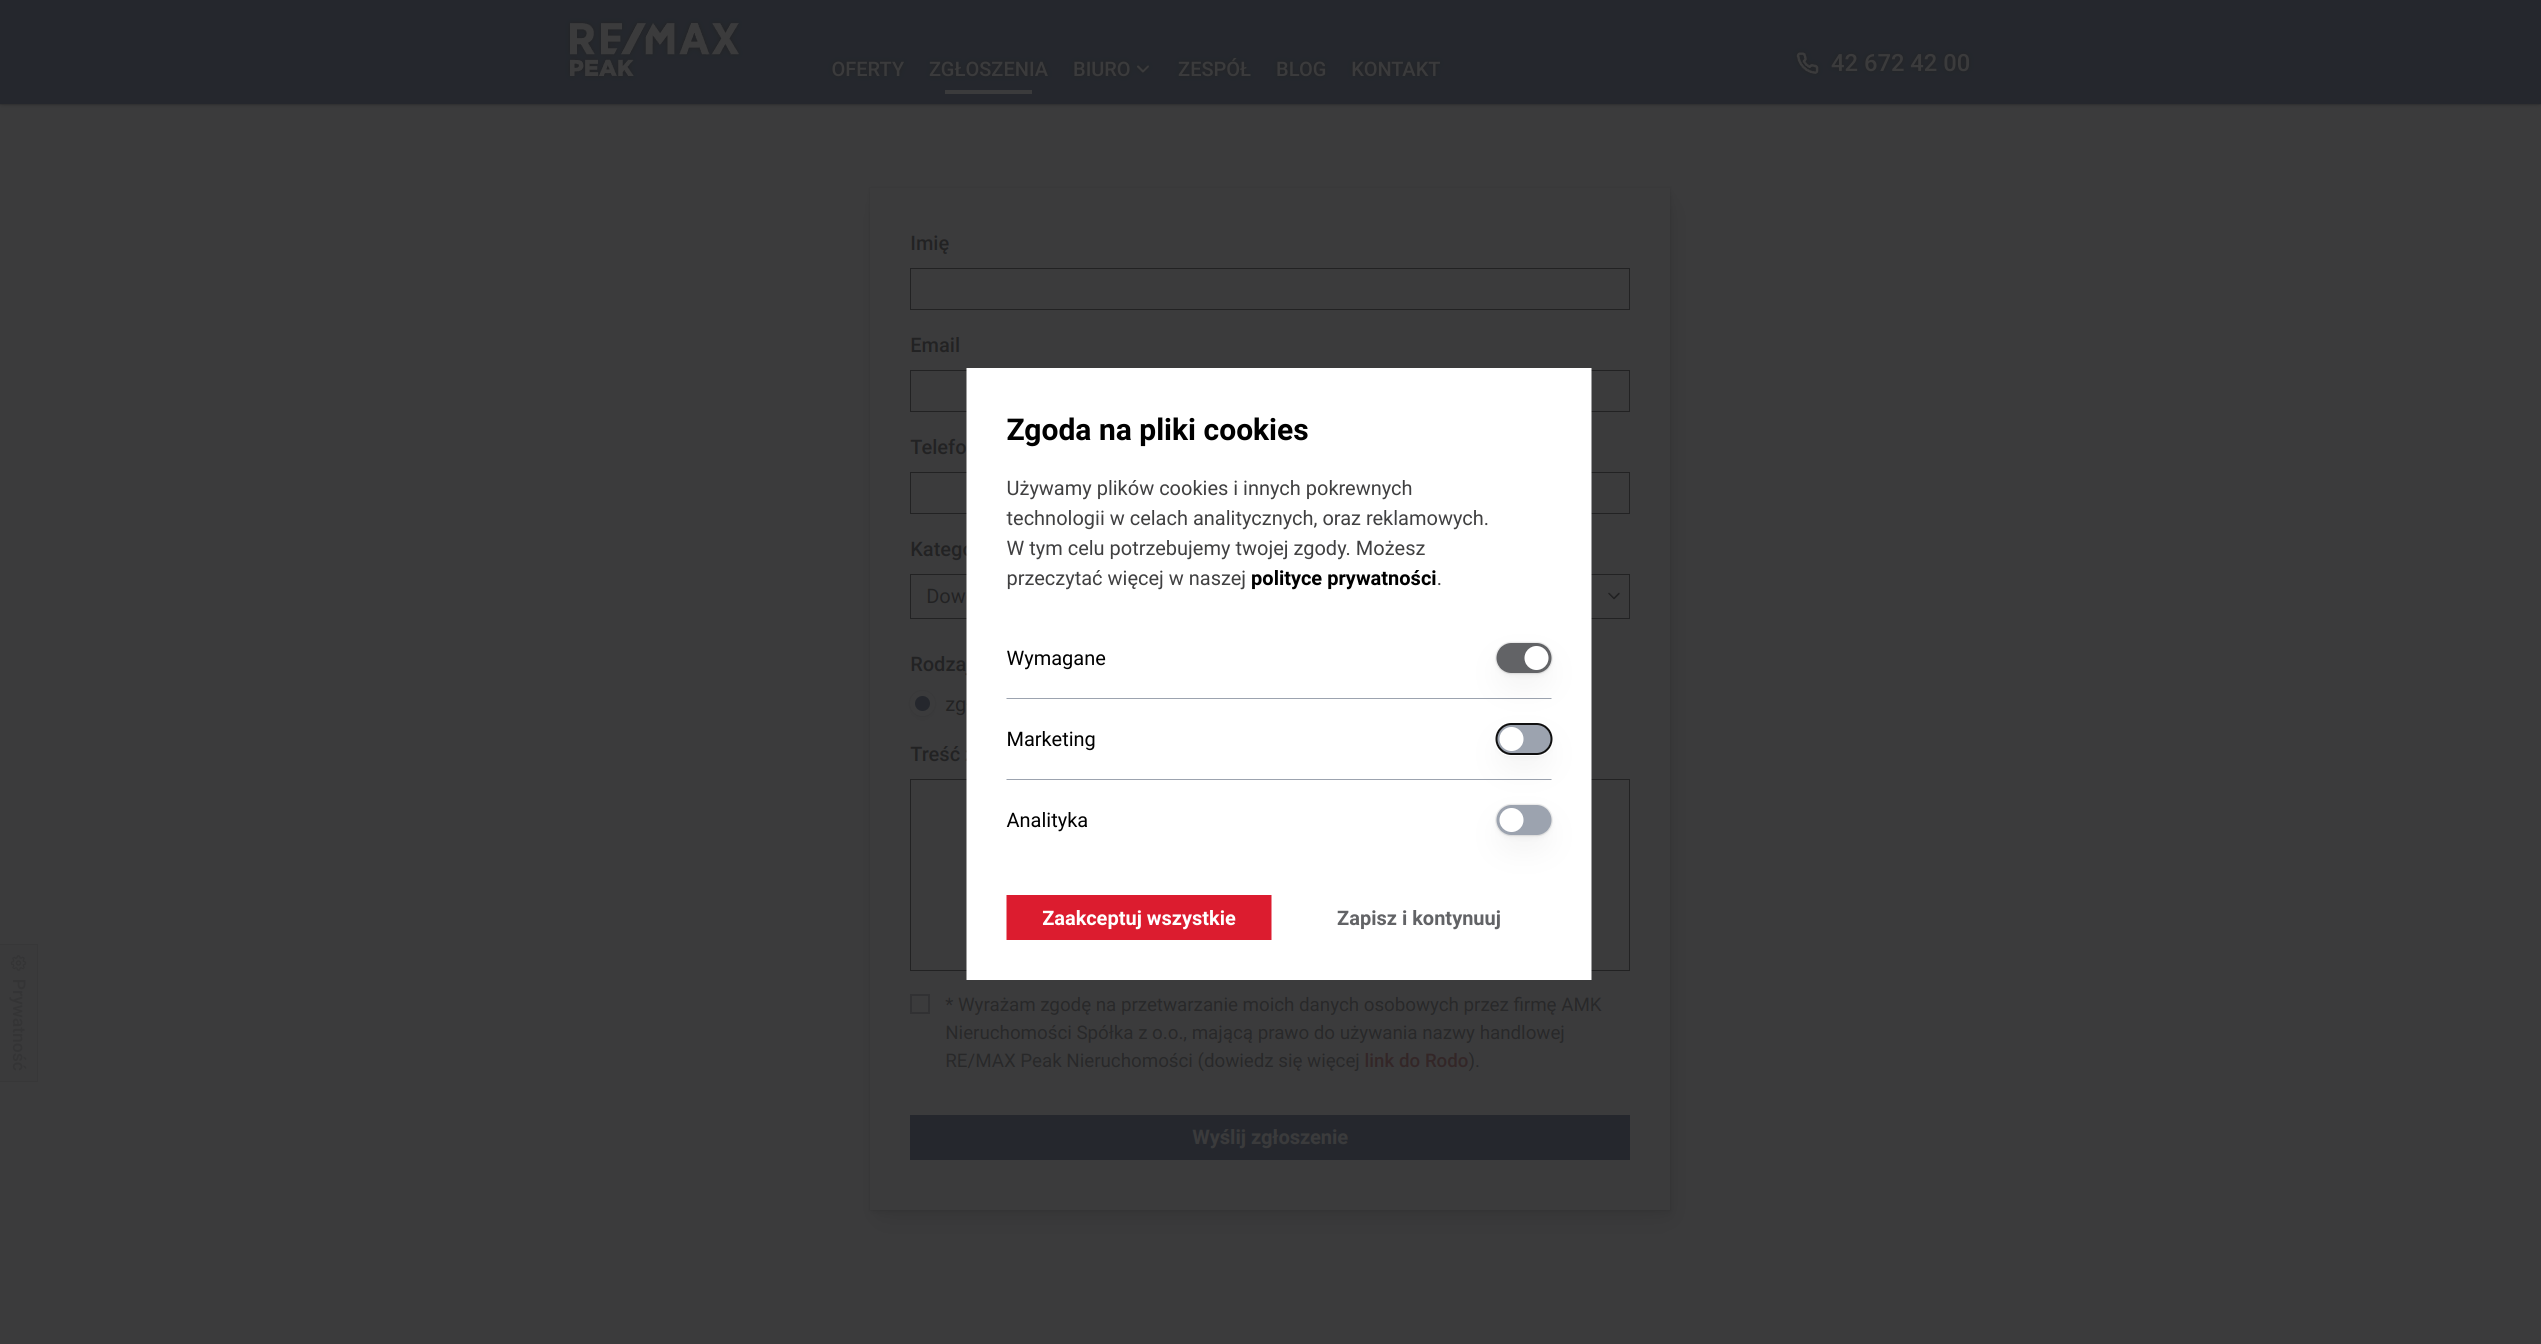 RE/MAX
PEAK
OFERTY ZGŁOSZENIA BIURO ZESPÓŁ BLOG KONTAKT
42 672 42 00
Imię
Email
Zgoda na pliki cookies
Używamy plików cookies i innych pokrewnych
technologii w celach analitycznych, oraz reklamowych.
W tym celu potrzebujemy twojej zgody. Możesz
przeczytać więcej w naszej polityce prywatności.
Wymagane
Marketing
Analityka
Zaakceptuj wszystkie
Zapisz i kontynuuj
Telefo
Katego
Dow
Rodza
zg
Treść
* Wyrażam zgodę na przetwarzanie moich danych osobowych przez firmę AMK
Nieruchomości Spółka z o.o., mającą prawo do używania nazwy handlowej
RE/MAX Peak Nieruchomości (dowiedz się więcej link do Rodo).
Wyślij zgłoszenie
Prywatność